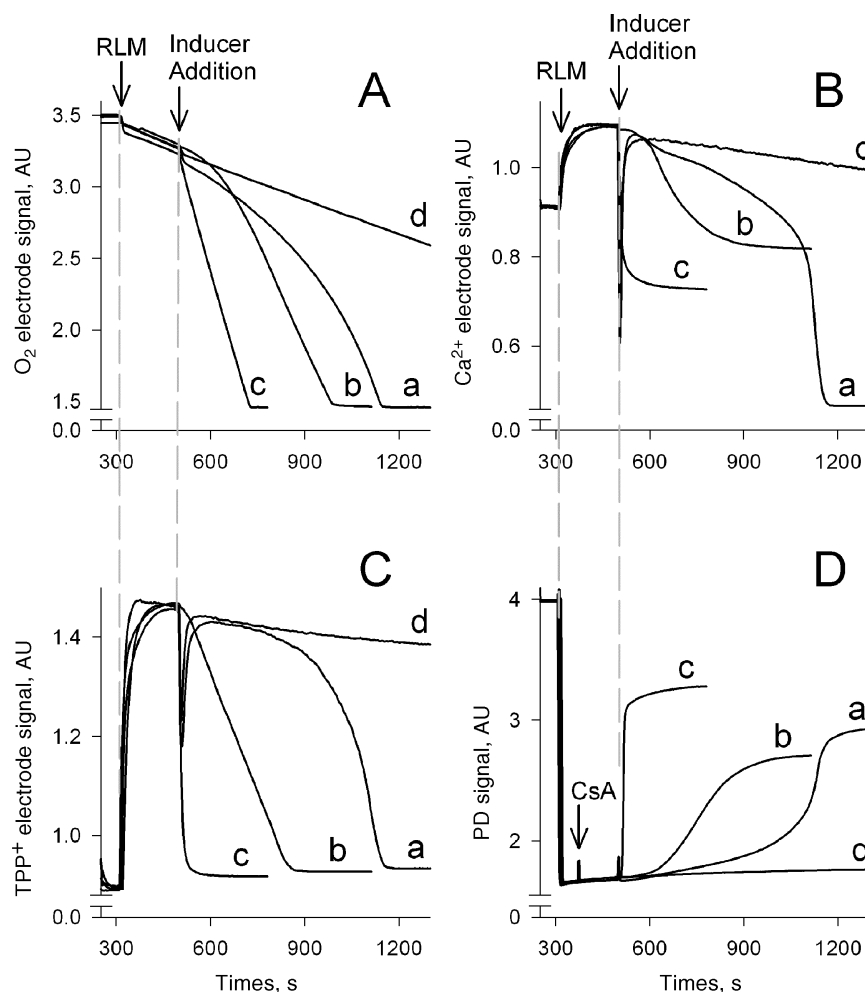 RLM
Inducer
Addition
A
O2 electrode signal, AU
3.5
3.0
2.5
2.0
1.5
0.0
300
600
900
1200
d
c
b
a
RLM
Inducer
Addition
B
Ca2+ electrode signal, AU
1.0
0.8
0.6
0.0
300
600
900
1200
b
c
a
C
TPP+ electrode signal, AU
1.4
1.2
1.0
0.0
300
600
900
1200
Times, s
d
c
b
a
D
PD signal, AU
4
3
2
0
300
600
900
1200
Times, s
CsA
c
b
a